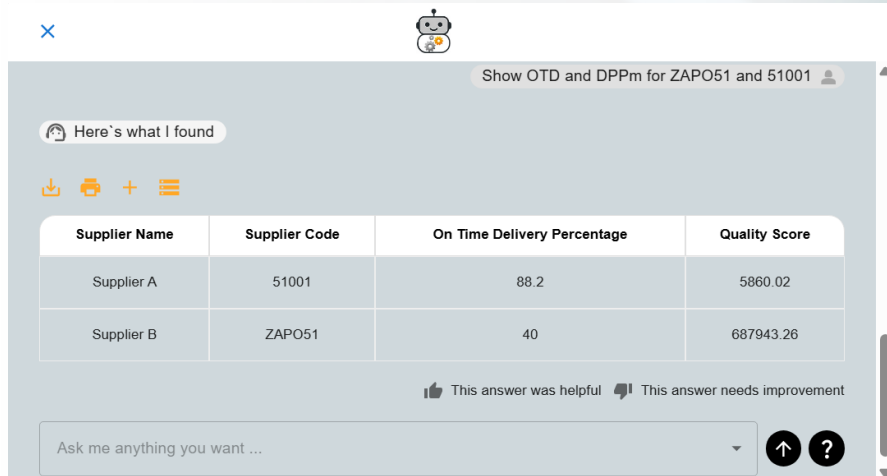 Show OTD and DPPm for ZAPO51 and 51001
Here`s what I found
Supplier Name Supplier Code On Time Delivery Percentage Quality Score
Supplier A 51001 88.2 5860.02
Supplier B ZAPO51 40 687943.26
This answer was helpful This answer needs improvement
Ask me anything you want ...